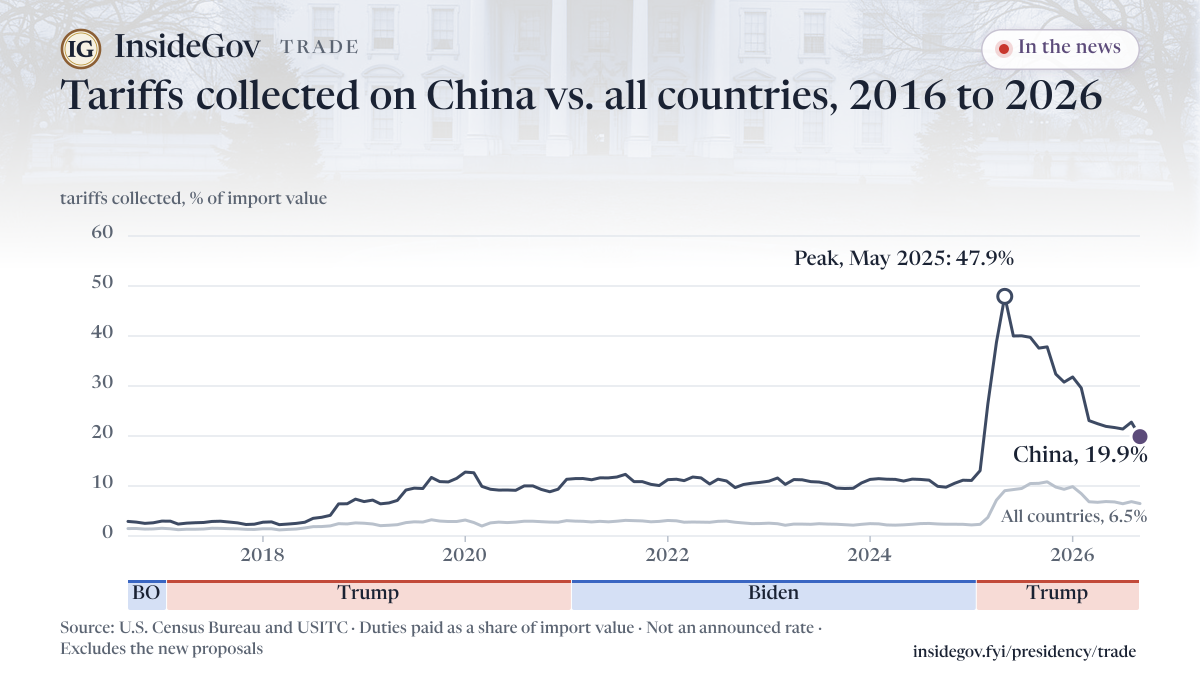 IG InsideGov TRADE
In the news
Tariffs collected on China vs. all countries, 2016 to 2026
tariffs collected, % of import value
60
50
40
30
20
10
0
Peak, May 2025: 47.9%
China, 19.9%
All countries, 6.5%
2018 2020 2022 2024 2026
BO Trump Biden Trump
Source: U.S. Census Bureau and USITC · Duties paid as a share of import value · Not an announced rate ·
Excludes the new proposals
insidegov.fyi/presidency/trade